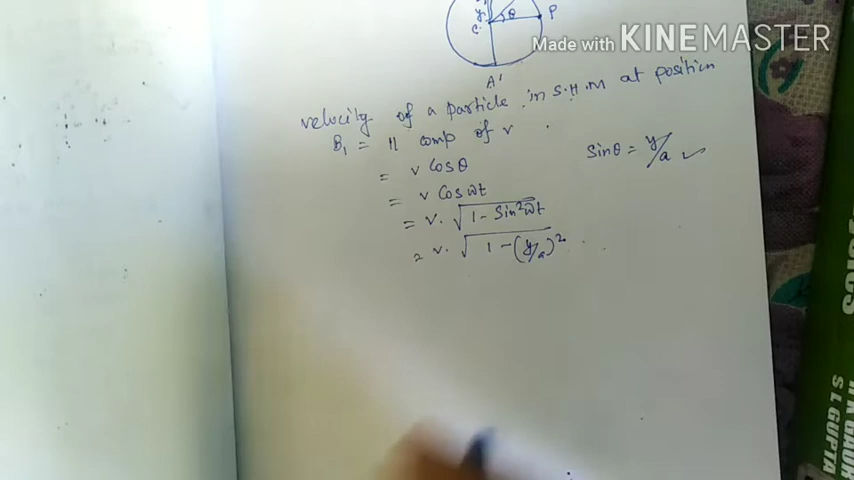 y
θ
P
C
Made with KINEMASTER
A'
velocity of a particle in S.H.M at position
B₁ = || comp of v
= v Cosθ
Sinθ = y/a ✓
= v Cos ωt
= v. √(1 - Sin²ωt)
= v. √(1 - (y/a)²)
S L GUPTA